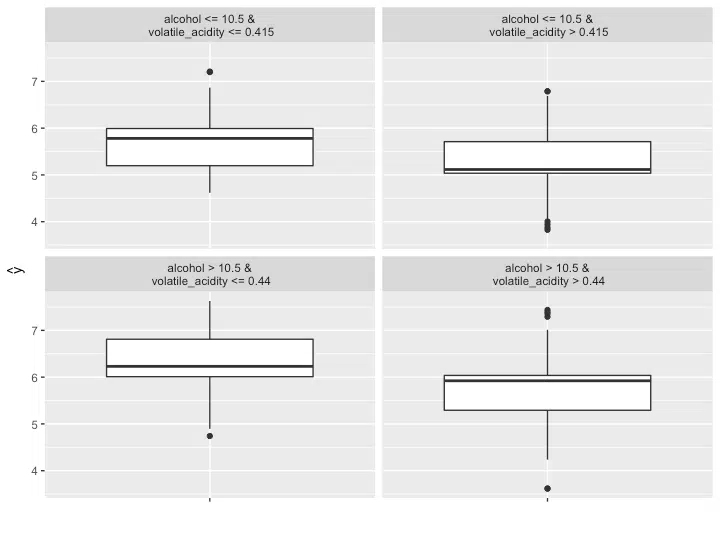 alcohol <= 10.5 &
volatile_acidity <= 0.415
alcohol <= 10.5 &
volatile_acidity > 0.415
7
6
5
4
ŷ
alcohol > 10.5 &
volatile_acidity <= 0.44
alcohol > 10.5 &
volatile_acidity > 0.44
7
6
5
4